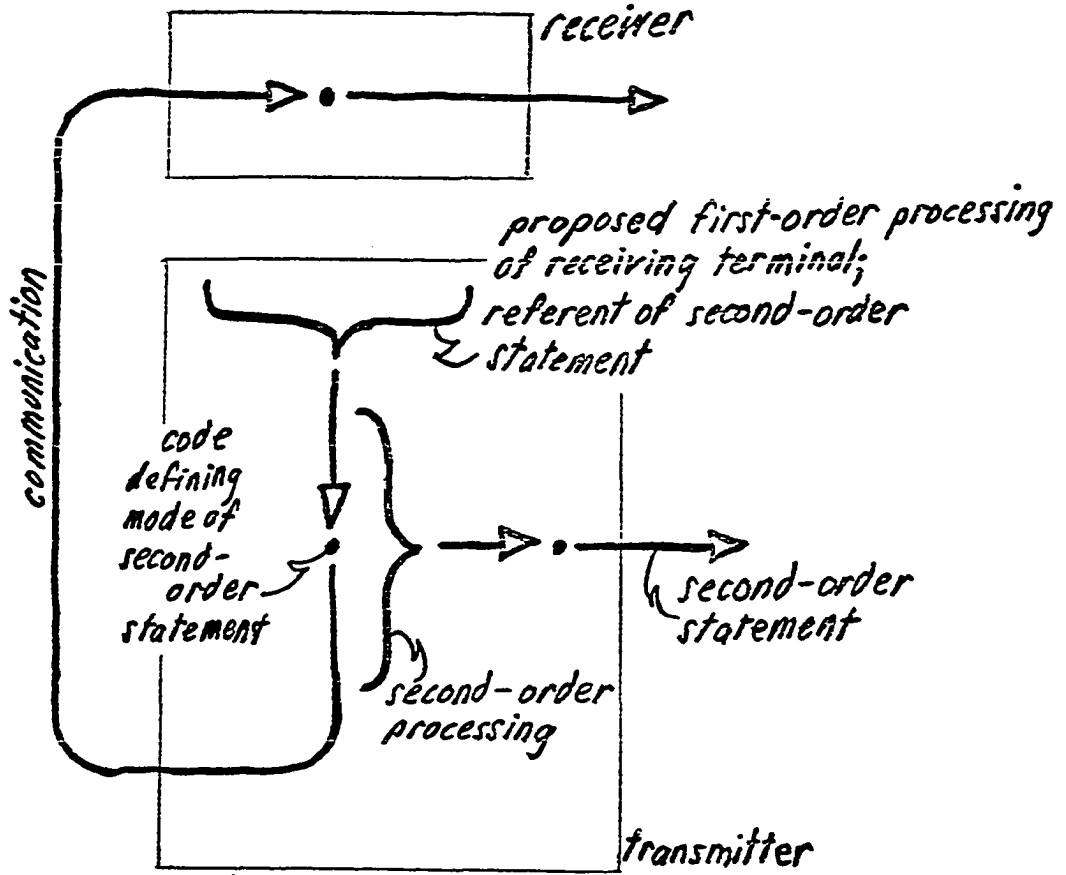 receiver
proposed first-order processing
of receiving terminal;
referent of second-order
statement
communication
code
defining
mode of
second-
order
statement
second-order
statement
second-order
processing
transmitter